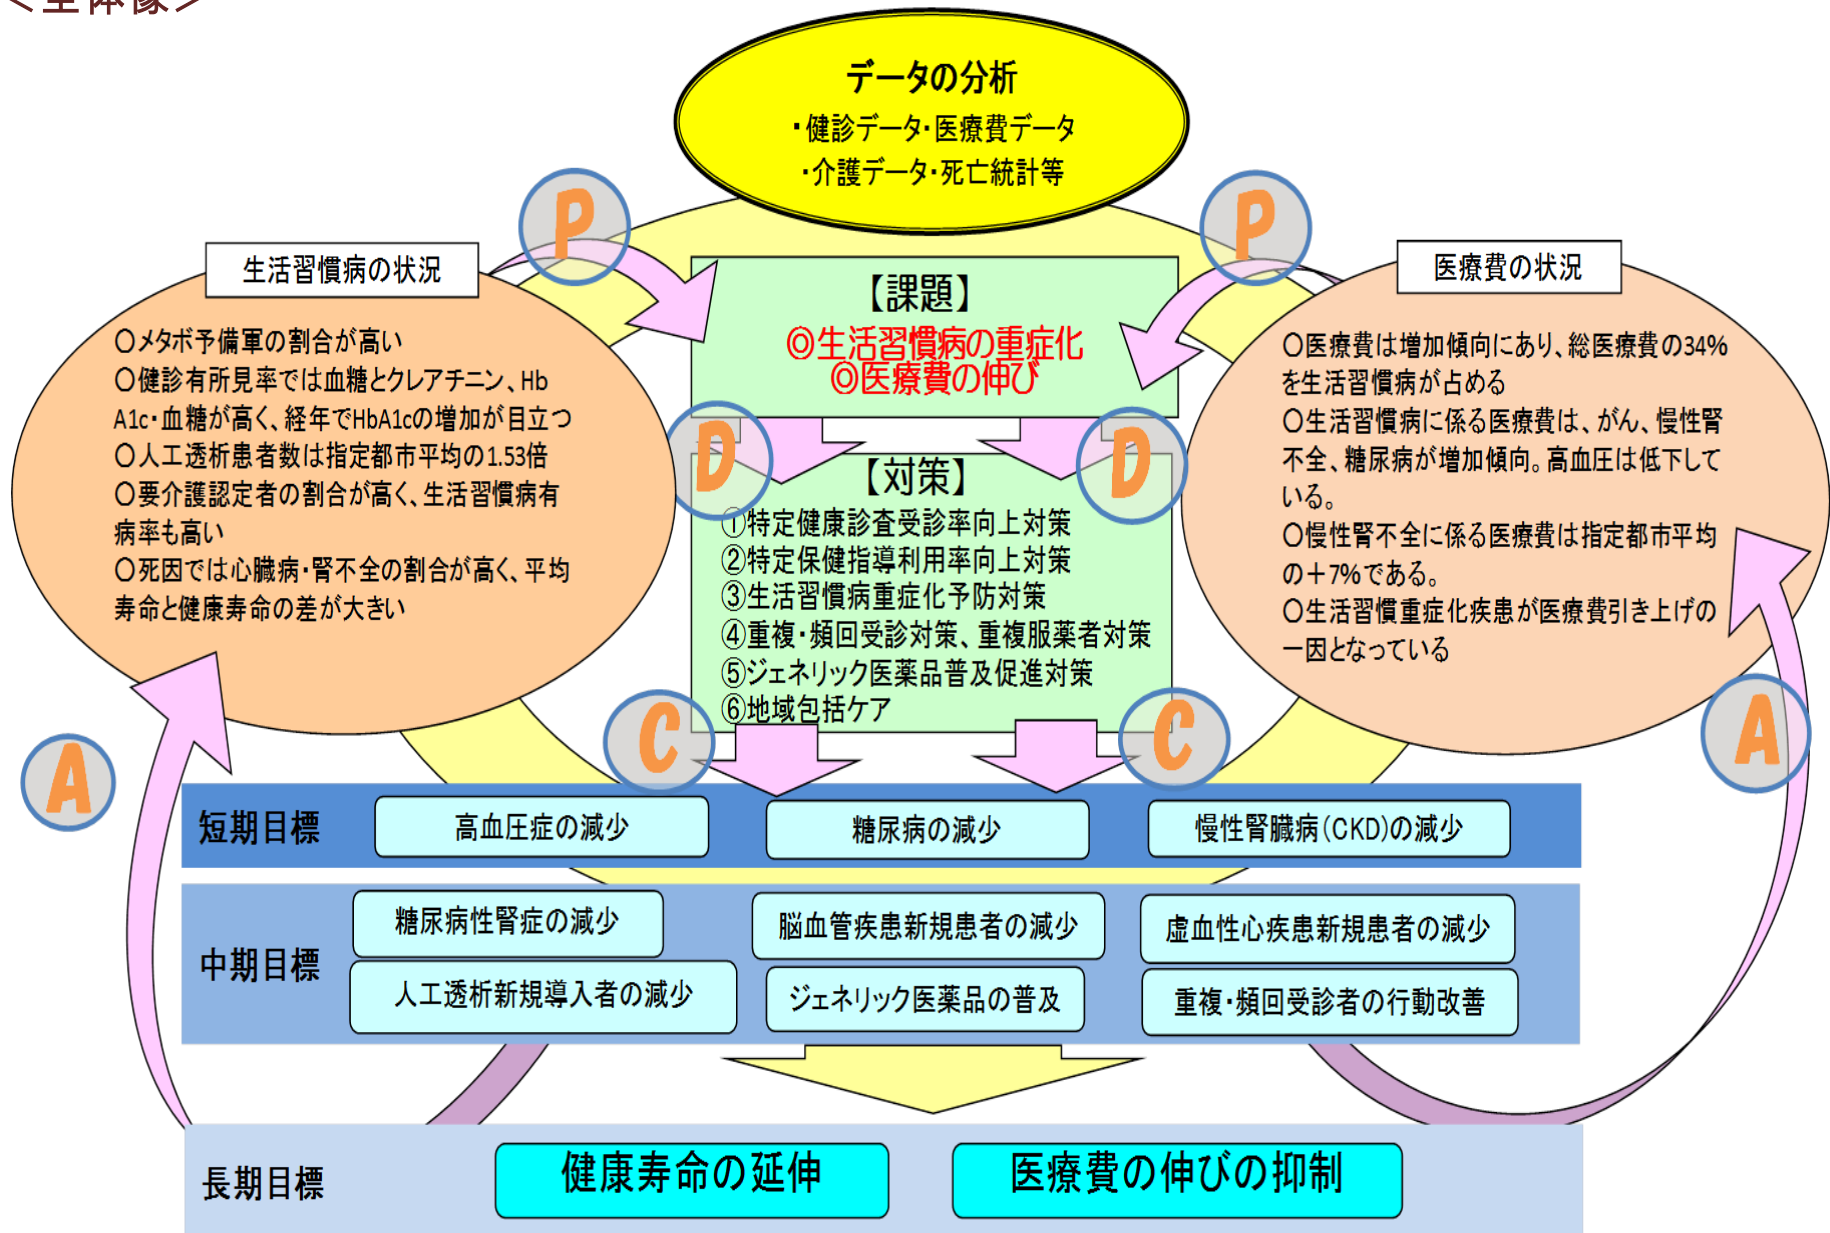 ＜全体像＞
データの分析
・健診データ・医療費データ
・介護データ・死亡統計等
P
P
生活習慣病の状況
〇メタボ予備軍の割合が高い
〇健診有所見率では血糖とクレアチニン、Hb
A1c・血糖が高く、経年でHbA1cの増加が目立つ
〇人工透析患者数は指定都市平均の1.53倍
〇要介護認定者の割合が高く、生活習慣病有
病率も高い
〇死因では心臓病・腎不全の割合が高く、平均
寿命と健康寿命の差が大きい
【課題】
◎生活習慣病の重症化
◎医療費の伸び
医療費の状況
〇医療費は増加傾向にあり、総医療費の34%
を生活習慣病が占める
〇生活習慣病に係る医療費は、がん、慢性腎
不全、糖尿病が増加傾向。高血圧は低下して
いる。
〇慢性腎不全に係る医療費は指定都市平均
の＋7%である。
〇生活習慣重症化疾患が医療費引き上げの
一因となっている
D
D
【対策】
①特定健康診査受診率向上対策
②特定保健指導利用率向上対策
③生活習慣病重症化予防対策
④重複・頻回受診対策、重複服薬者対策
⑤ジェネリック医薬品普及促進対策
⑥地域包括ケア
C
C
A
A
短期目標
高血圧症の減少
糖尿病の減少
慢性腎臓病(CKD)の減少
中期目標
糖尿病性腎症の減少
脳血管疾患新規患者の減少
虚血性心疾患新規患者の減少
人工透析新規導入者の減少
ジェネリック医薬品の普及
重複・頻回受診者の行動改善
長期目標
健康寿命の延伸
医療費の伸びの抑制